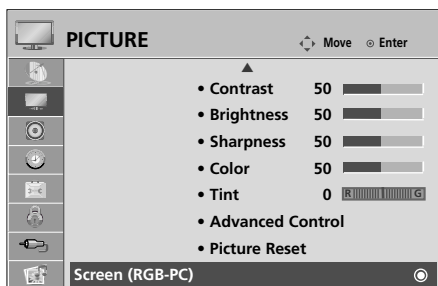 PICTURE Move Enter
• Contrast 50
• Brightness 50
• Sharpness 50
• Color 50
• Tint 0 R G
• Advanced Control
• Picture Reset
Screen (RGB-PC)